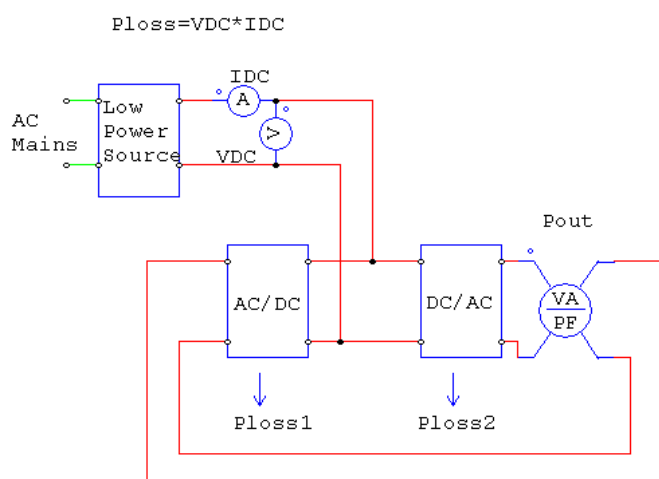 Ploss=VDC*IDC
IDC
A
Low
Power
Source
AC
Mains
V
VDC
Pout
AC/DC
DC/AC
VA
PF
Ploss1
Ploss2